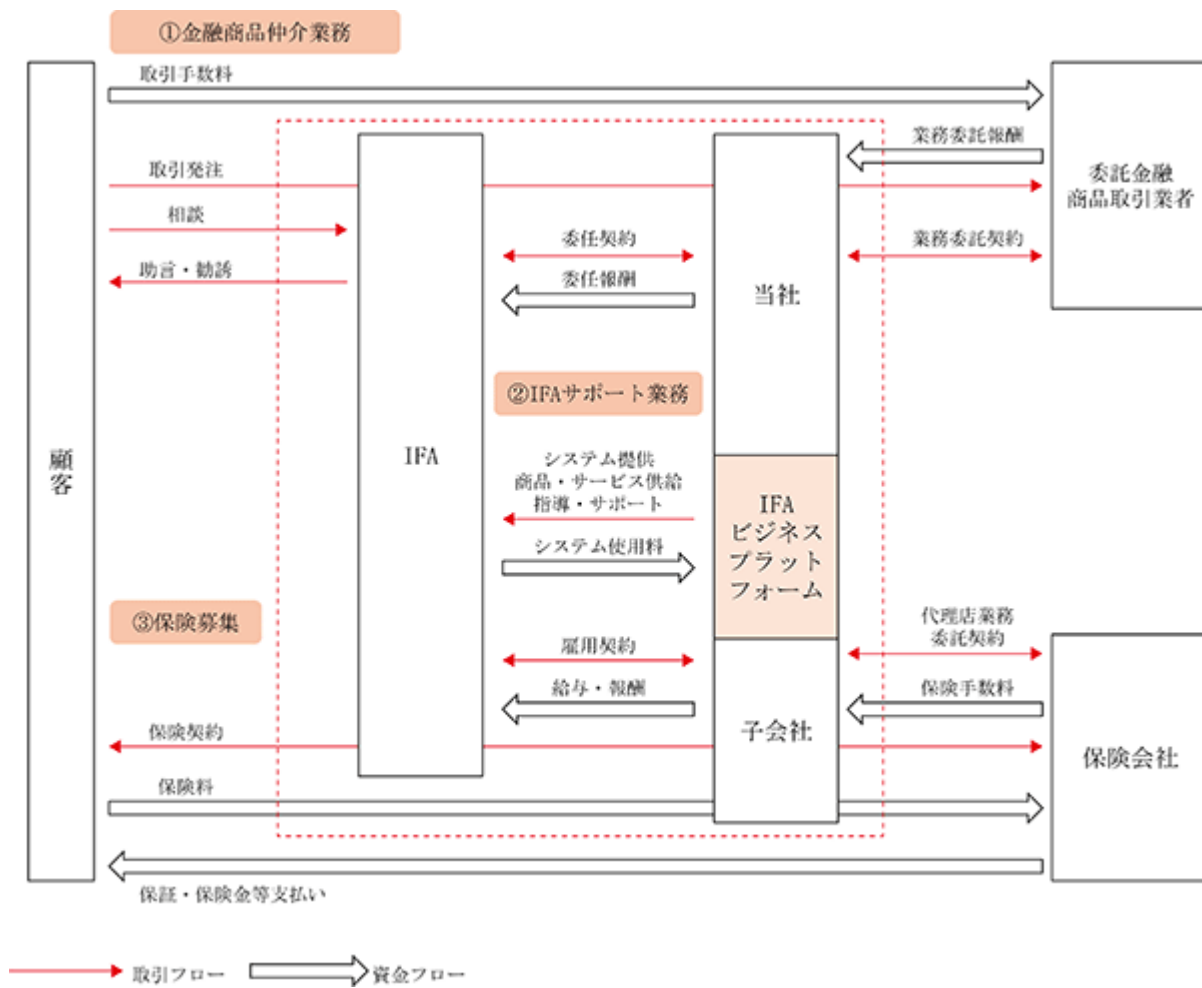 ①金融商品仲介業務
取引手数料
業務委託報酬
委託金融
商品取引業者
取引発注
相談
委任契約
業務委託契約
助言・勧誘
委任報酬
当社
②IFAサポート業務
顧客
IFA
システム提供
商品・サービス供給
指導・サポート
IFA
ビジネス
プラット
フォーム
システム使用料
③保険募集
代理店業務
委託契約
雇用契約
給与・報酬
保険手数料
保険契約
子会社
保険会社
保険料
保証・保険金等支払い
取引フロー
資金フロー